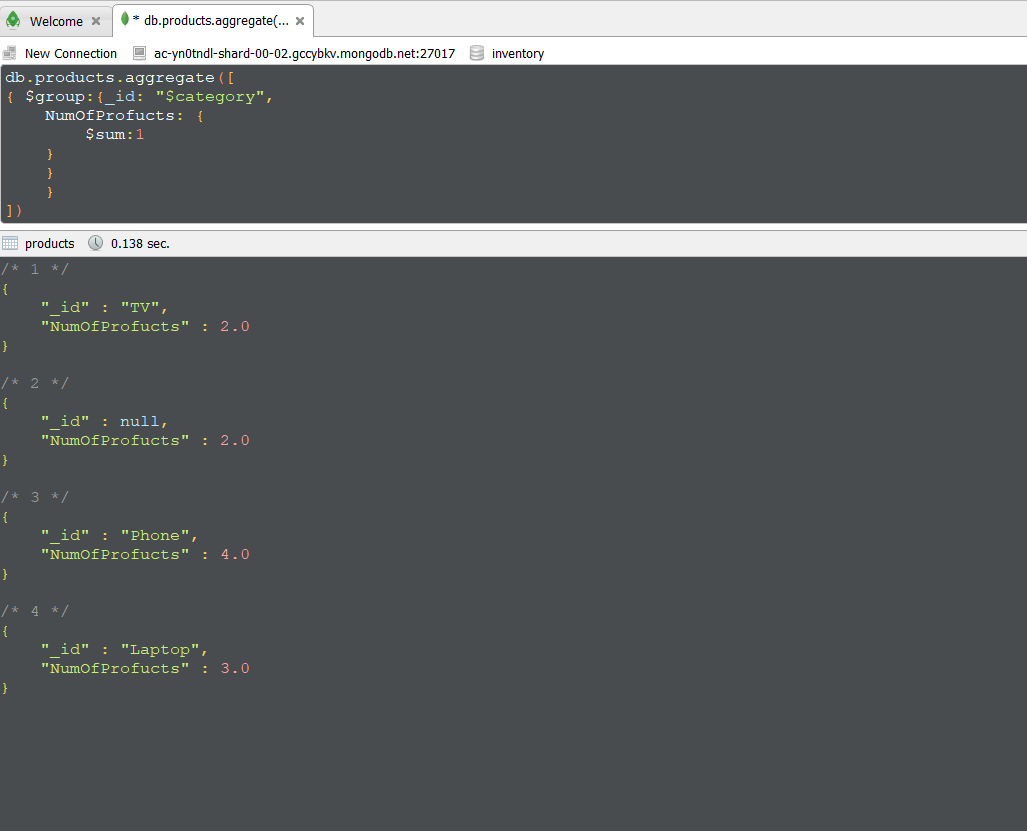 Welcome × * db.products.aggregate(... ×
New Connection ac-yn0tndl-shard-00-02.gccybkv.mongodb.net:27017 inventory
db.products.aggregate([
{ $group:{_id: "$category",
    NumOfProfucts: {
        $sum:1
    }
    }
    }
])
products 0.138 sec.
/* 1 */
{
    "_id" : "TV",
    "NumOfProfucts" : 2.0
}
/* 2 */
{
    "_id" : null,
    "NumOfProfucts" : 2.0
}
/* 3 */
{
    "_id" : "Phone",
    "NumOfProfucts" : 4.0
}
/* 4 */
{
    "_id" : "Laptop",
    "NumOfProfucts" : 3.0
}